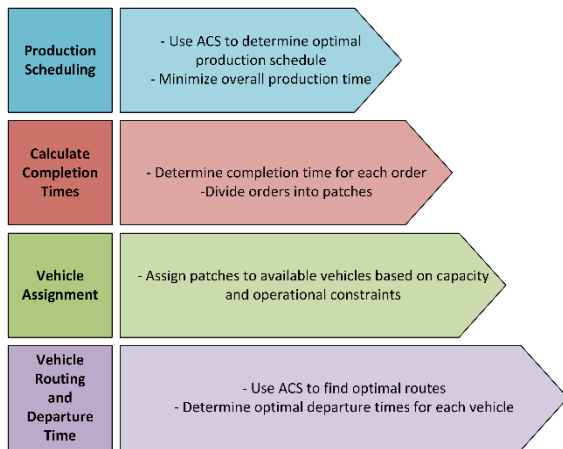 Production
Scheduling
- Use ACS to determine optimal
production schedule
- Minimize overall production time
Calculate
Completion
Times
- Determine completion time for each order
-Divide orders into patches
Vehicle
Assignment
- Assign patches to available vehicles based on capacity
and operational constraints
Vehicle
Routing
and
Departure
Time
- Use ACS to find optimal routes
- Determine optimal departure times for each vehicle